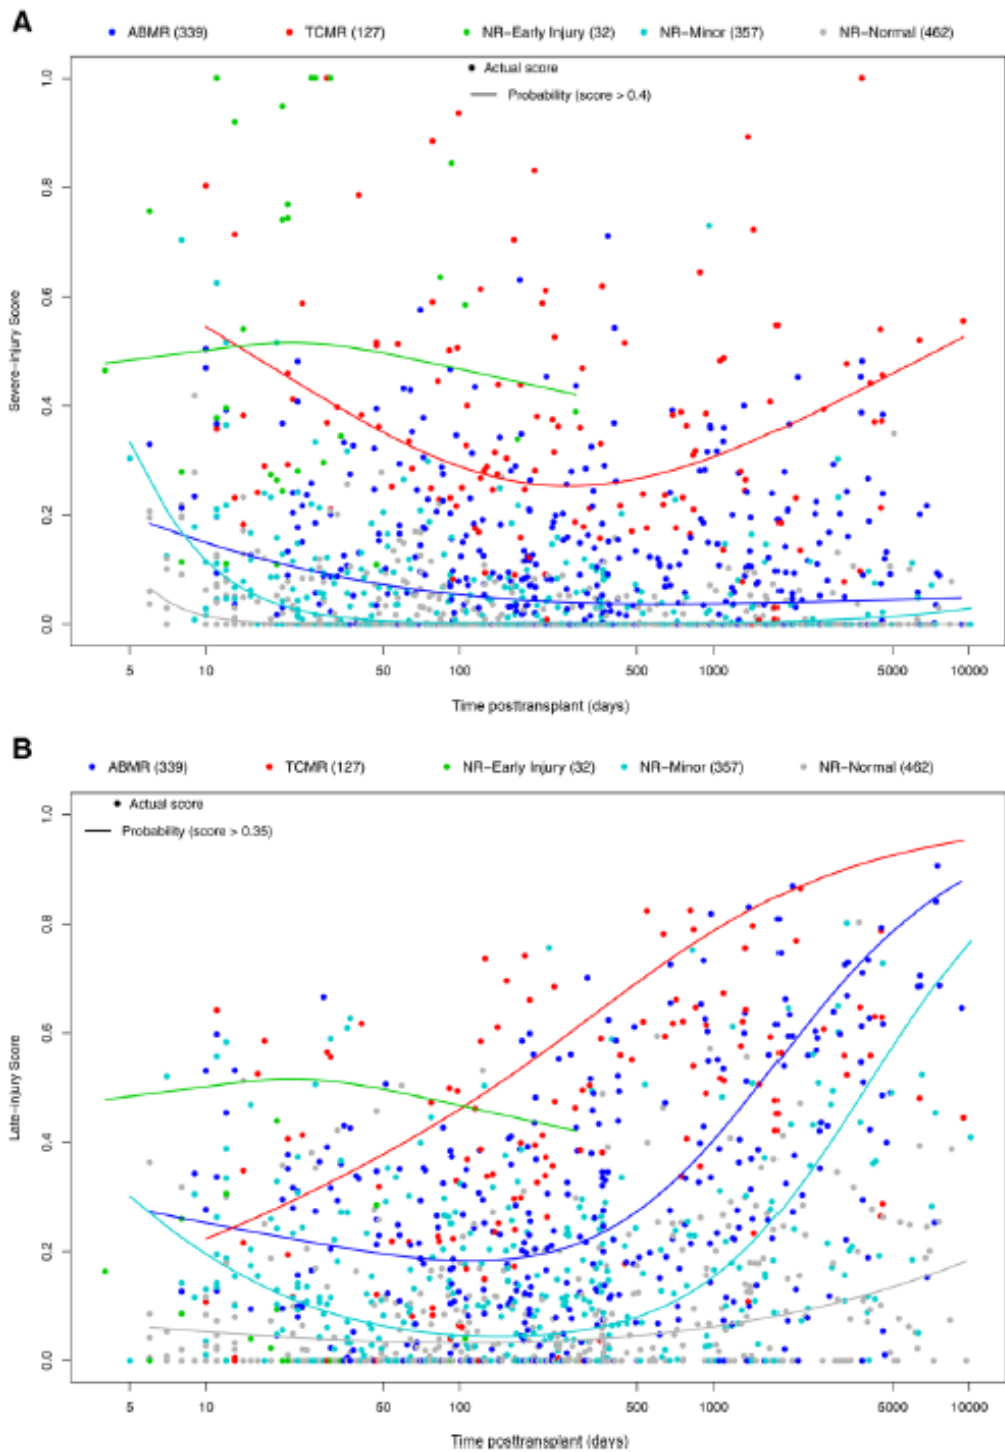 A
ABMR (339) TCMR (127) NR-Early Injury (32) NR-Minor (357) NR-Normal (462)
Actual score
Probability (score > 0.4)
1.0
0.8
0.6
0.4
0.2
0.0
Severe-injury Score
5 10 50 100 500 1000 5000 10000
Time posttransplant (days)
B
ABMR (339) TCMR (127) NR-Early Injury (32) NR-Minor (357) NR-Normal (462)
Actual score
Probability (score > 0.35)
1.0
0.8
0.6
0.4
0.2
0.0
Late-injury Score
5 10 50 100 500 1000 5000 10000
Time posttransplant (days)